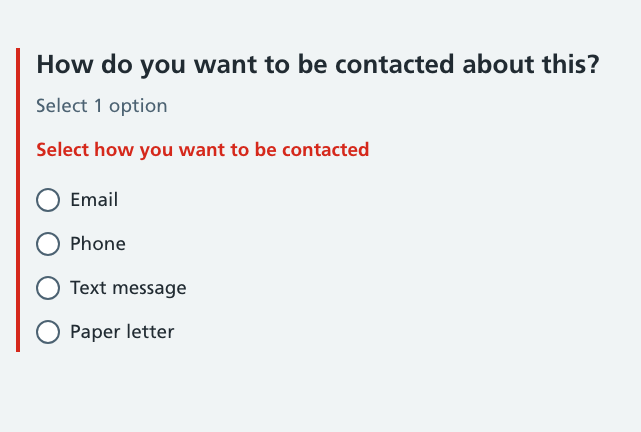 How do you want to be contacted about this?
Select 1 option
Select how you want to be contacted
Email
Phone
Text message
Paper letter